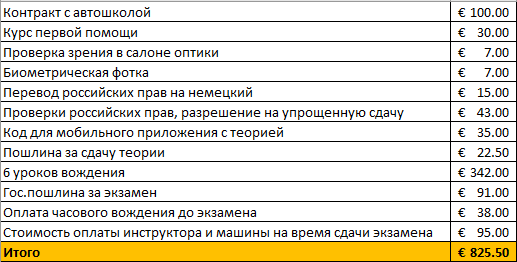 Контракт с автошколой € 100.00
Курс первой помощи € 30.00
Проверка зрения в салоне оптики € 7.00
Биометрическая фотка € 7.00
Перевод российских прав на немецкий € 15.00
Проверки российских прав, разрешение на упрощенную сдачу € 43.00
Код для мобильного приложения с теорией € 35.00
Пошлина за сдачу теории € 22.50
6 уроков вождения € 342.00
Гос.пошлина за экзамен € 91.00
Оплата часового вождения до экзамена € 38.00
Стоимость оплаты инструктора и машины на время сдачи экзамена € 95.00
Итого € 825.50